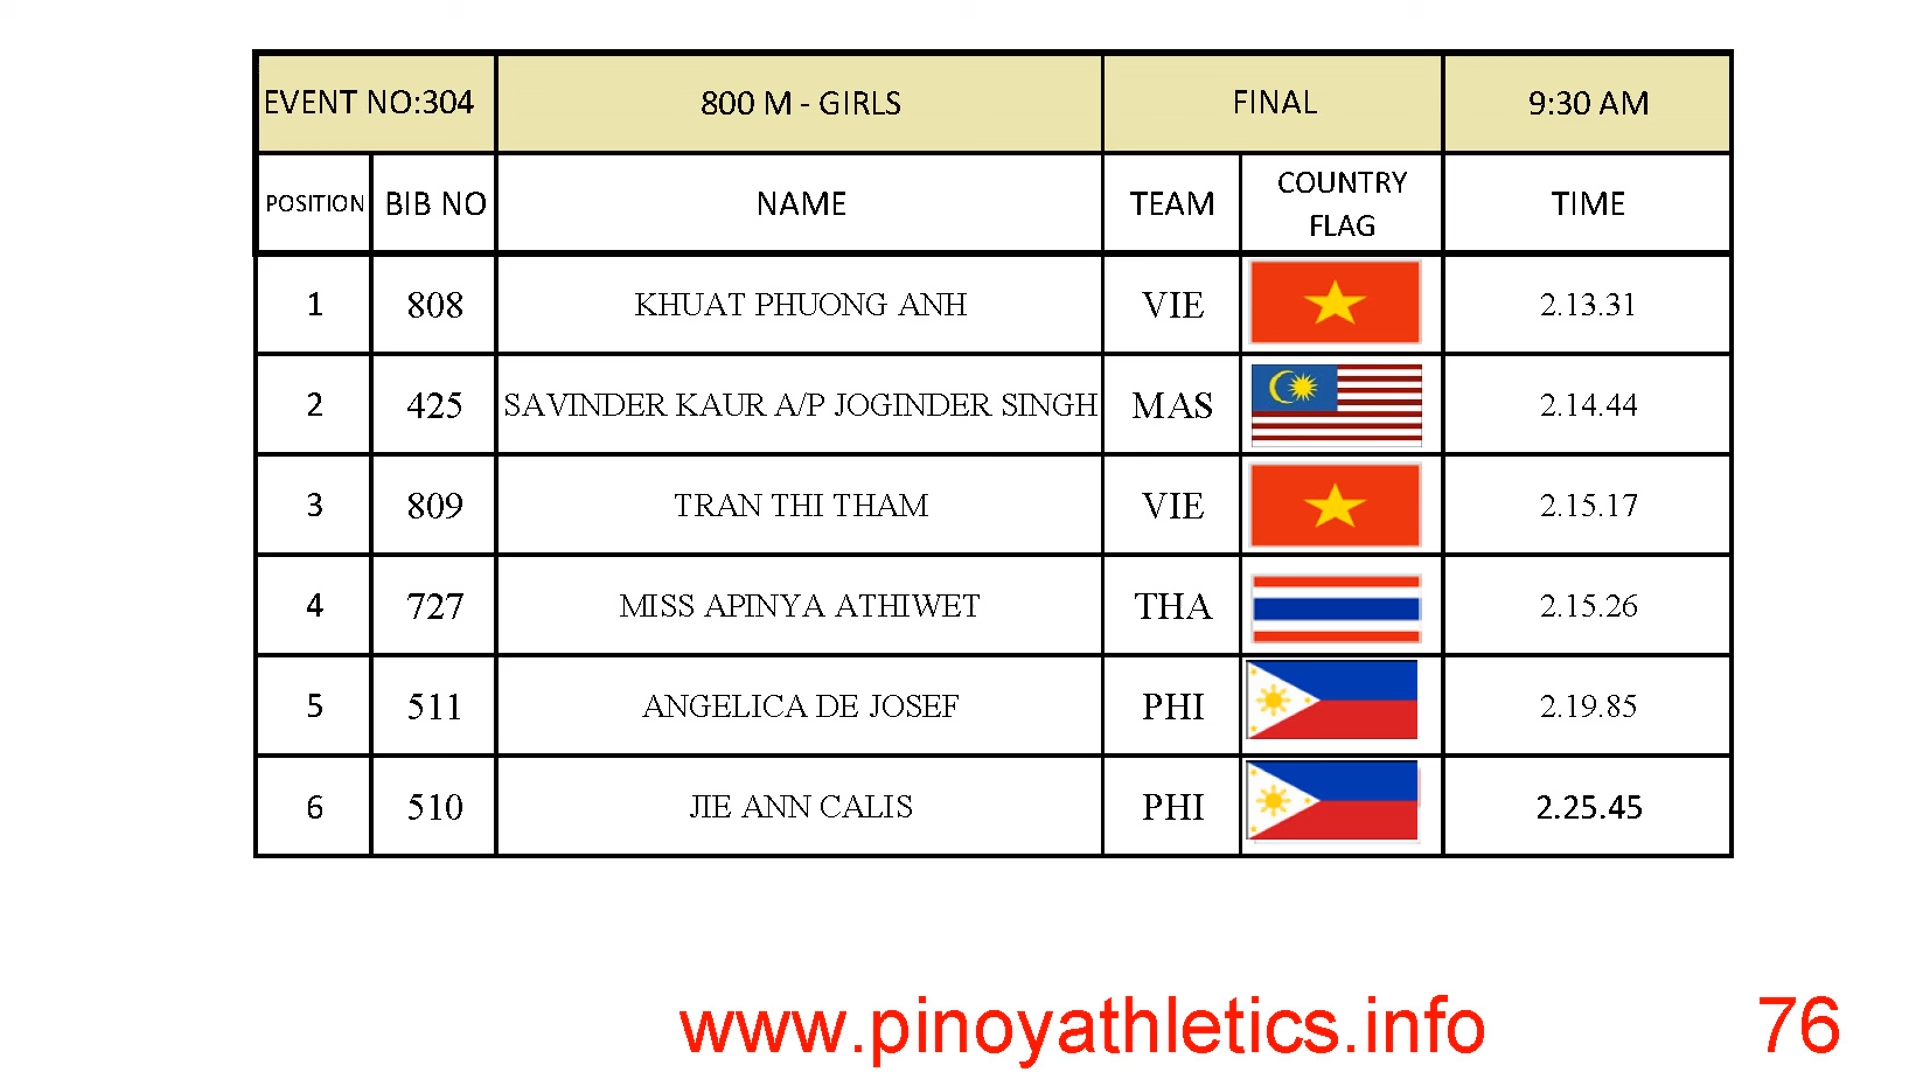 EVENT NO:304 800 M - GIRLS FINAL 9:30 AM
POSITION BIB NO NAME TEAM COUNTRY FLAG TIME
1 808 KHUAT PHUONG ANH VIE 2.13.31
2 425 SAVINDER KAUR A/P JOGINDER SINGH MAS 2.14.44
3 809 TRAN THI THAM VIE 2.15.17
4 727 MISS APINYA ATHIWET THA 2.15.26
5 511 ANGELICA DE JOSEF PHI 2.19.85
6 510 JIE ANN CALIS PHI 2.25.45
www.pinoyathletics.info 76